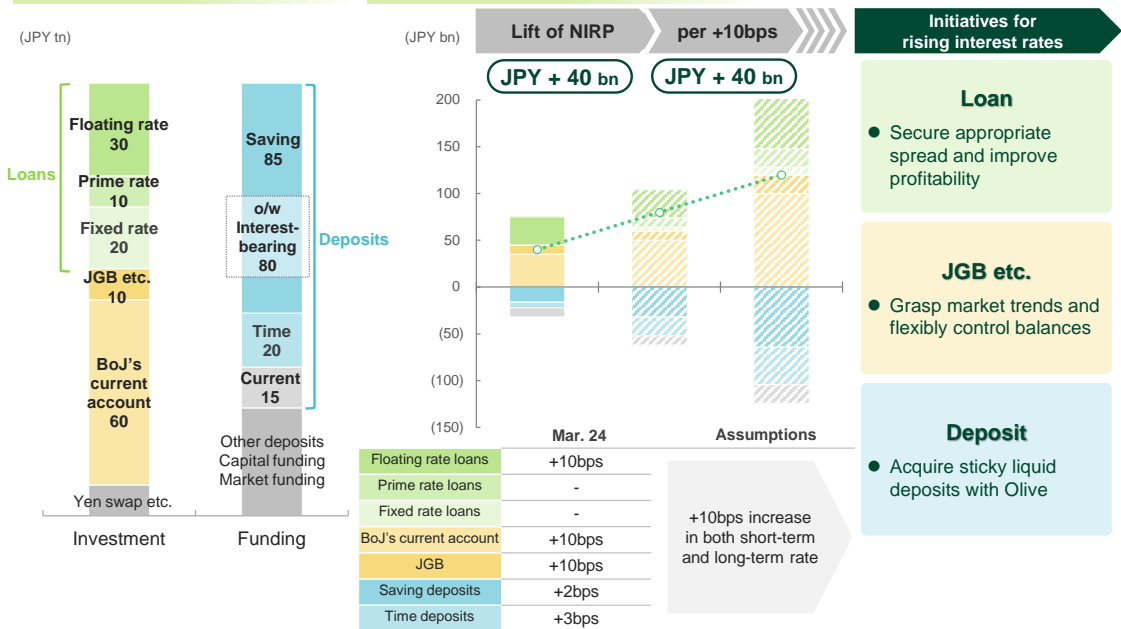 (JPY tn)
Loans
Floating rate
30
Prime rate
10
Fixed rate
20
JGB etc.
10
BoJ's
current
account
60
Yen swap etc.
Investment
Saving
85
o/w
Interest-
bearing
80
Deposits
Time
20
Current
15
Other deposits
Capital funding
Market funding
Funding
(JPY bn)
Lift of NIRP
per +10bps
JPY + 40 bn
JPY + 40 bn
200
150
100
50
0
(50)
(100)
(150)
Mar. 24
Assumptions
Floating rate loans
+10bps
Prime rate loans
-
Fixed rate loans
-
BoJ's current account
+10bps
JGB
+10bps
Saving deposits
+2bps
Time deposits
+3bps
+10bps increase
in both short-term
and long-term rate
Initiatives for
rising interest rates
Loan
● Secure appropriate
spread and improve
profitability
JGB etc.
● Grasp market trends and
flexibly control balances
Deposit
● Acquire sticky liquid
deposits with Olive